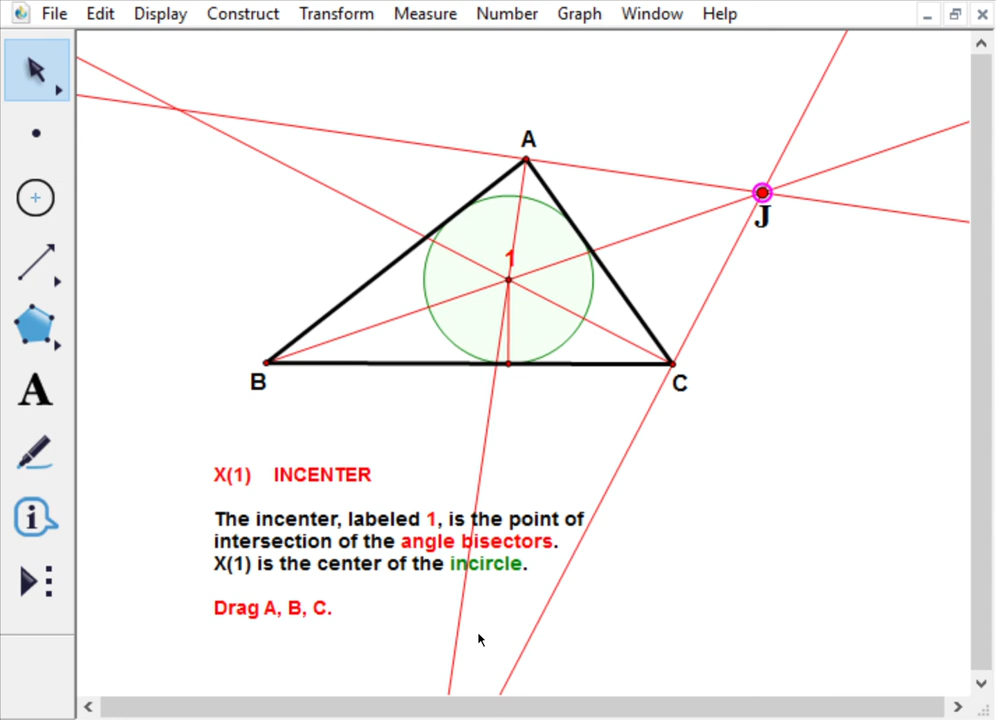 File Edit Display Construct Transform Measure Number Graph Window Help
A
A
J
1
B
C
X(1) INCENTER
The incenter, labeled 1, is the point of
intersection of the angle bisectors.
X(1) is the center of the incircle.
Drag A, B, C.